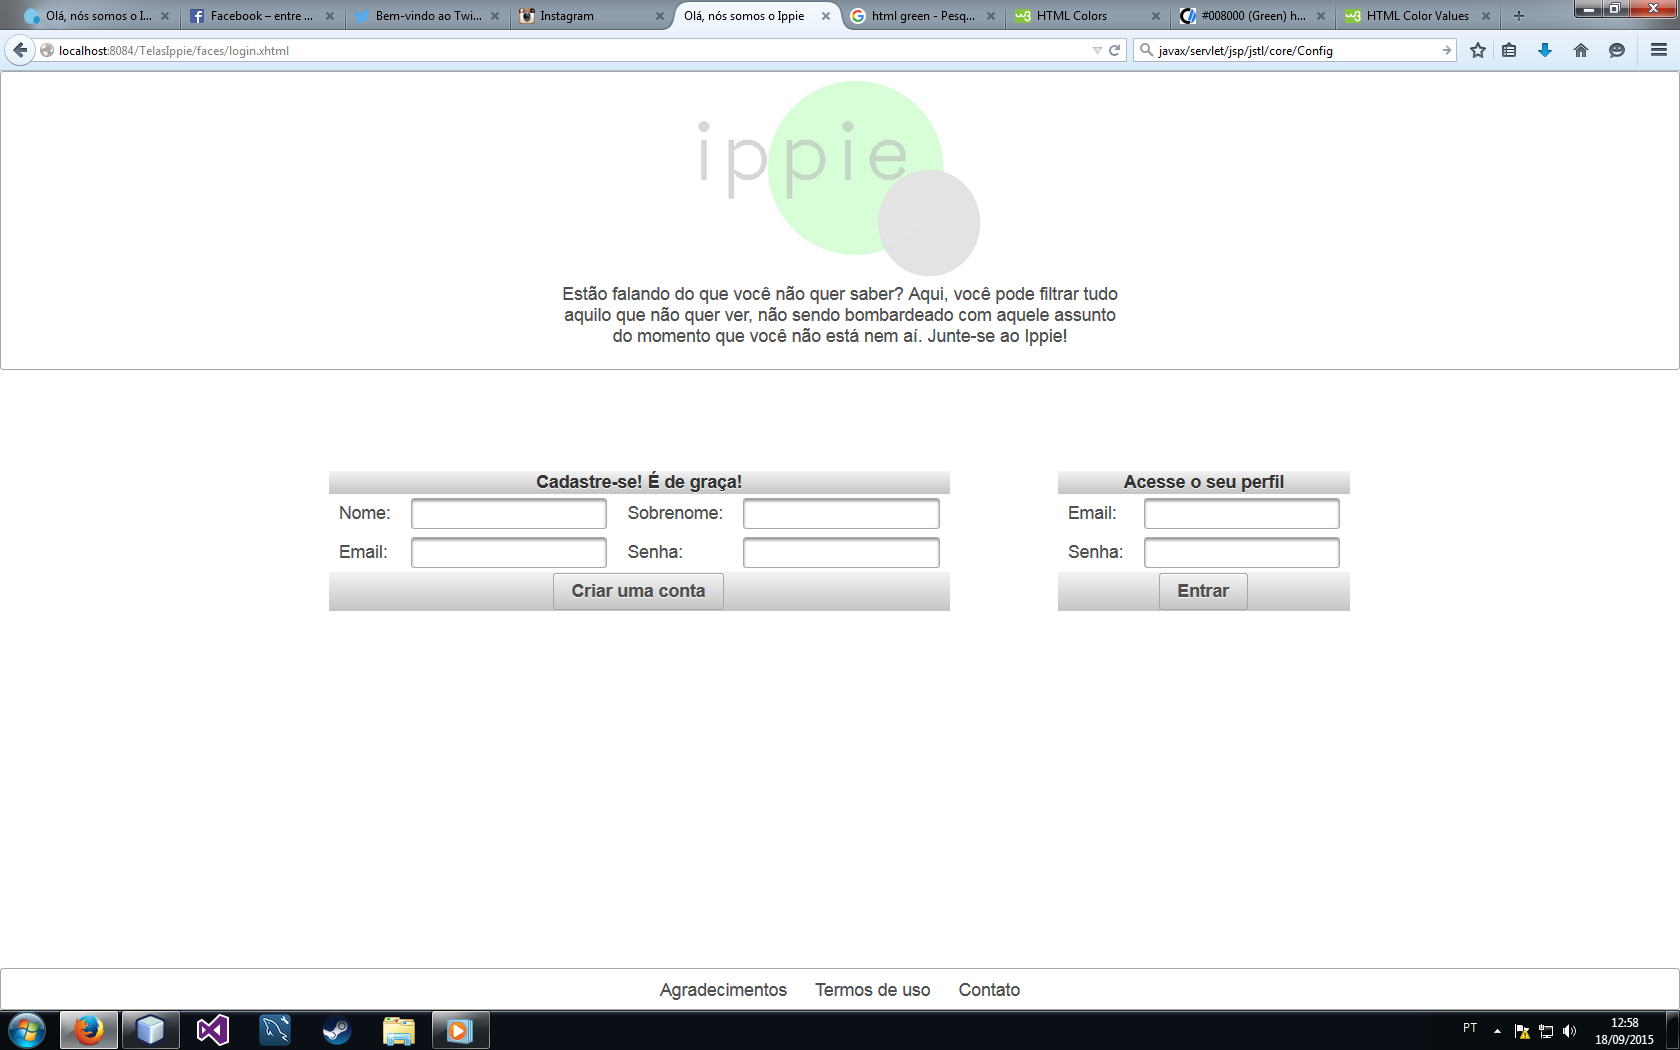 Olá, nós somos o I...
Facebook – entre ...
Bem-vindo ao Twi...
Instagram
Olá, nós somos o Ippie
html green - Pesq...
HTML Colors
#008000 (Green) h...
HTML Color Values
localhost:8084/TelasIppie/faces/login.xhtml
javax/servlet/jsp/jstl/core/Config
ippie
Estão falando do que você não quer saber? Aqui, você pode filtrar tudo
aquilo que não quer ver, não sendo bombardeado com aquele assunto
do momento que você não está nem aí. Junte-se ao Ippie!
Cadastre-se! É de graça!
Nome:
Sobrenome:
Email:
Senha:
Criar uma conta
Acesse o seu perfil
Email:
Senha:
Entrar
Agradecimentos
Termos de uso
Contato
PT
12:58
18/09/2015